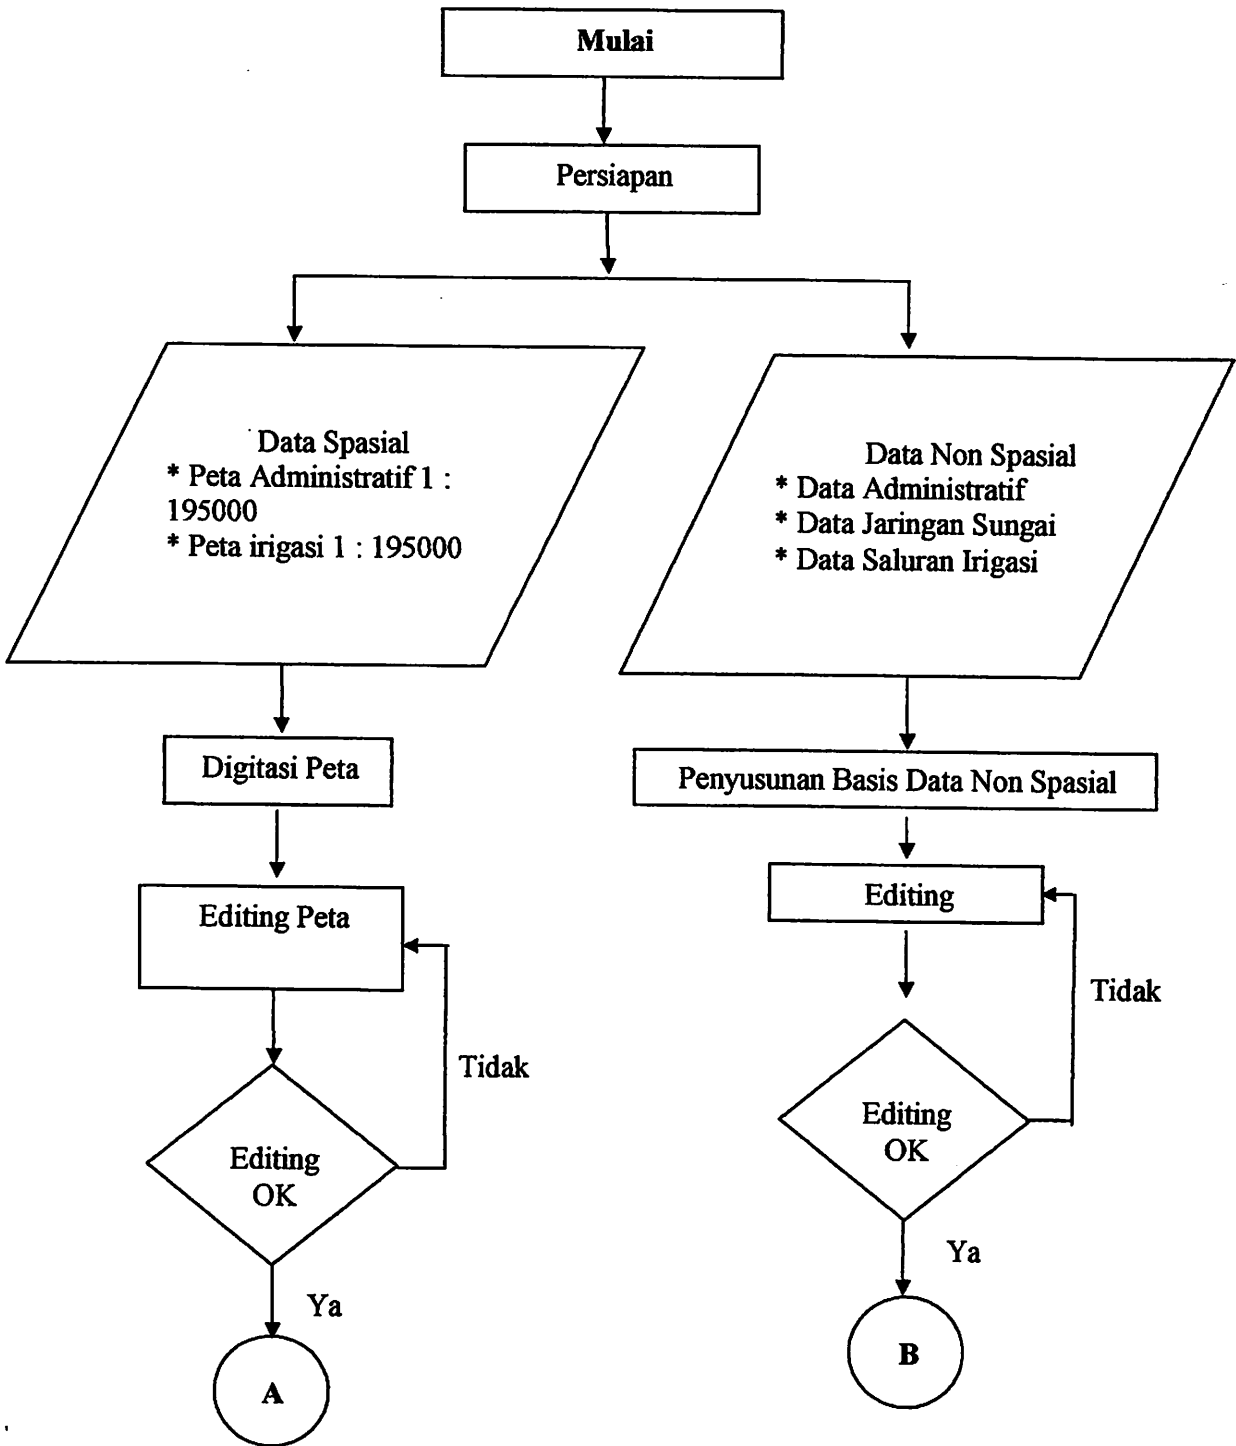 Mulai
Persiapan
Data Spasial
* Peta Administratif 1 :
195000
* Peta irigasi 1 : 195000
Data Non Spasial
* Data Administratif
* Data Jaringan Sungai
* Data Saluran Irigasi
Digitasi Peta
Penyusunan Basis Data Non Spasial
Editing Peta
Editing
Tidak
Tidak
Editing
OK
Editing
OK
Ya
Ya
A
B